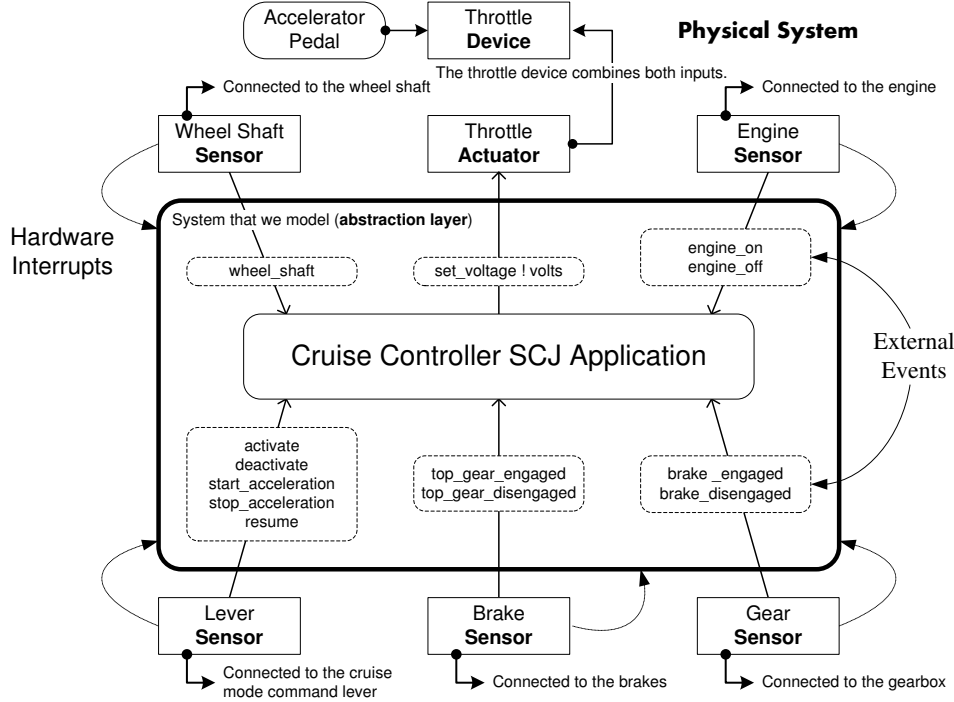 Accelerator
Pedal
Throttle
Device
Physical System
The throttle device combines both inputs.
Connected to the wheel shaft
Connected to the engine
Wheel Shaft
Sensor
Throttle
Actuator
Engine
Sensor
Hardware
Interrupts
System that we model (abstraction layer)
wheel_shaft
set_voltage ! volts
engine_on
engine_off
External
Events
Cruise Controller SCJ Application
activate
deactivate
start_acceleration
stop_acceleration
resume
top_gear_engaged
top_gear_disengaged
brake _engaged
brake_disengaged
Lever
Sensor
Brake
Sensor
Gear
Sensor
Connected to the cruise
mode command lever
Connected to the brakes
Connected to the gearbox